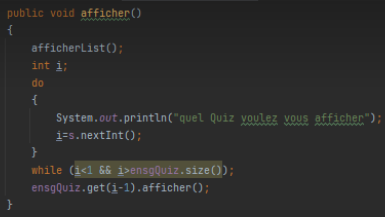 public void afficher()
{
afficherList();
int i;
do
{
System.out.println("quel Quiz voulez vous afficher");
i=s.nextInt();
}
while (i<1 && i>ensgQuiz.size());
ensgQuiz.get(i-1).afficher();
}